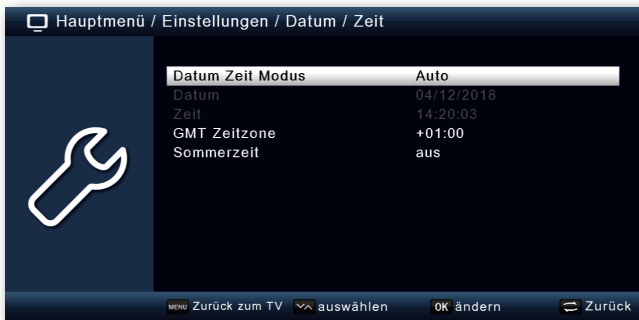 Hauptmenü / Einstellungen / Datum / Zeit
Datum Zeit Modus Auto
Datum 04/12/2018
Zeit 14:20:03
GMT Zeitzone +01:00
Sommerzeit aus
MENU Zurück zum TV auswählen OK ändern Zurück